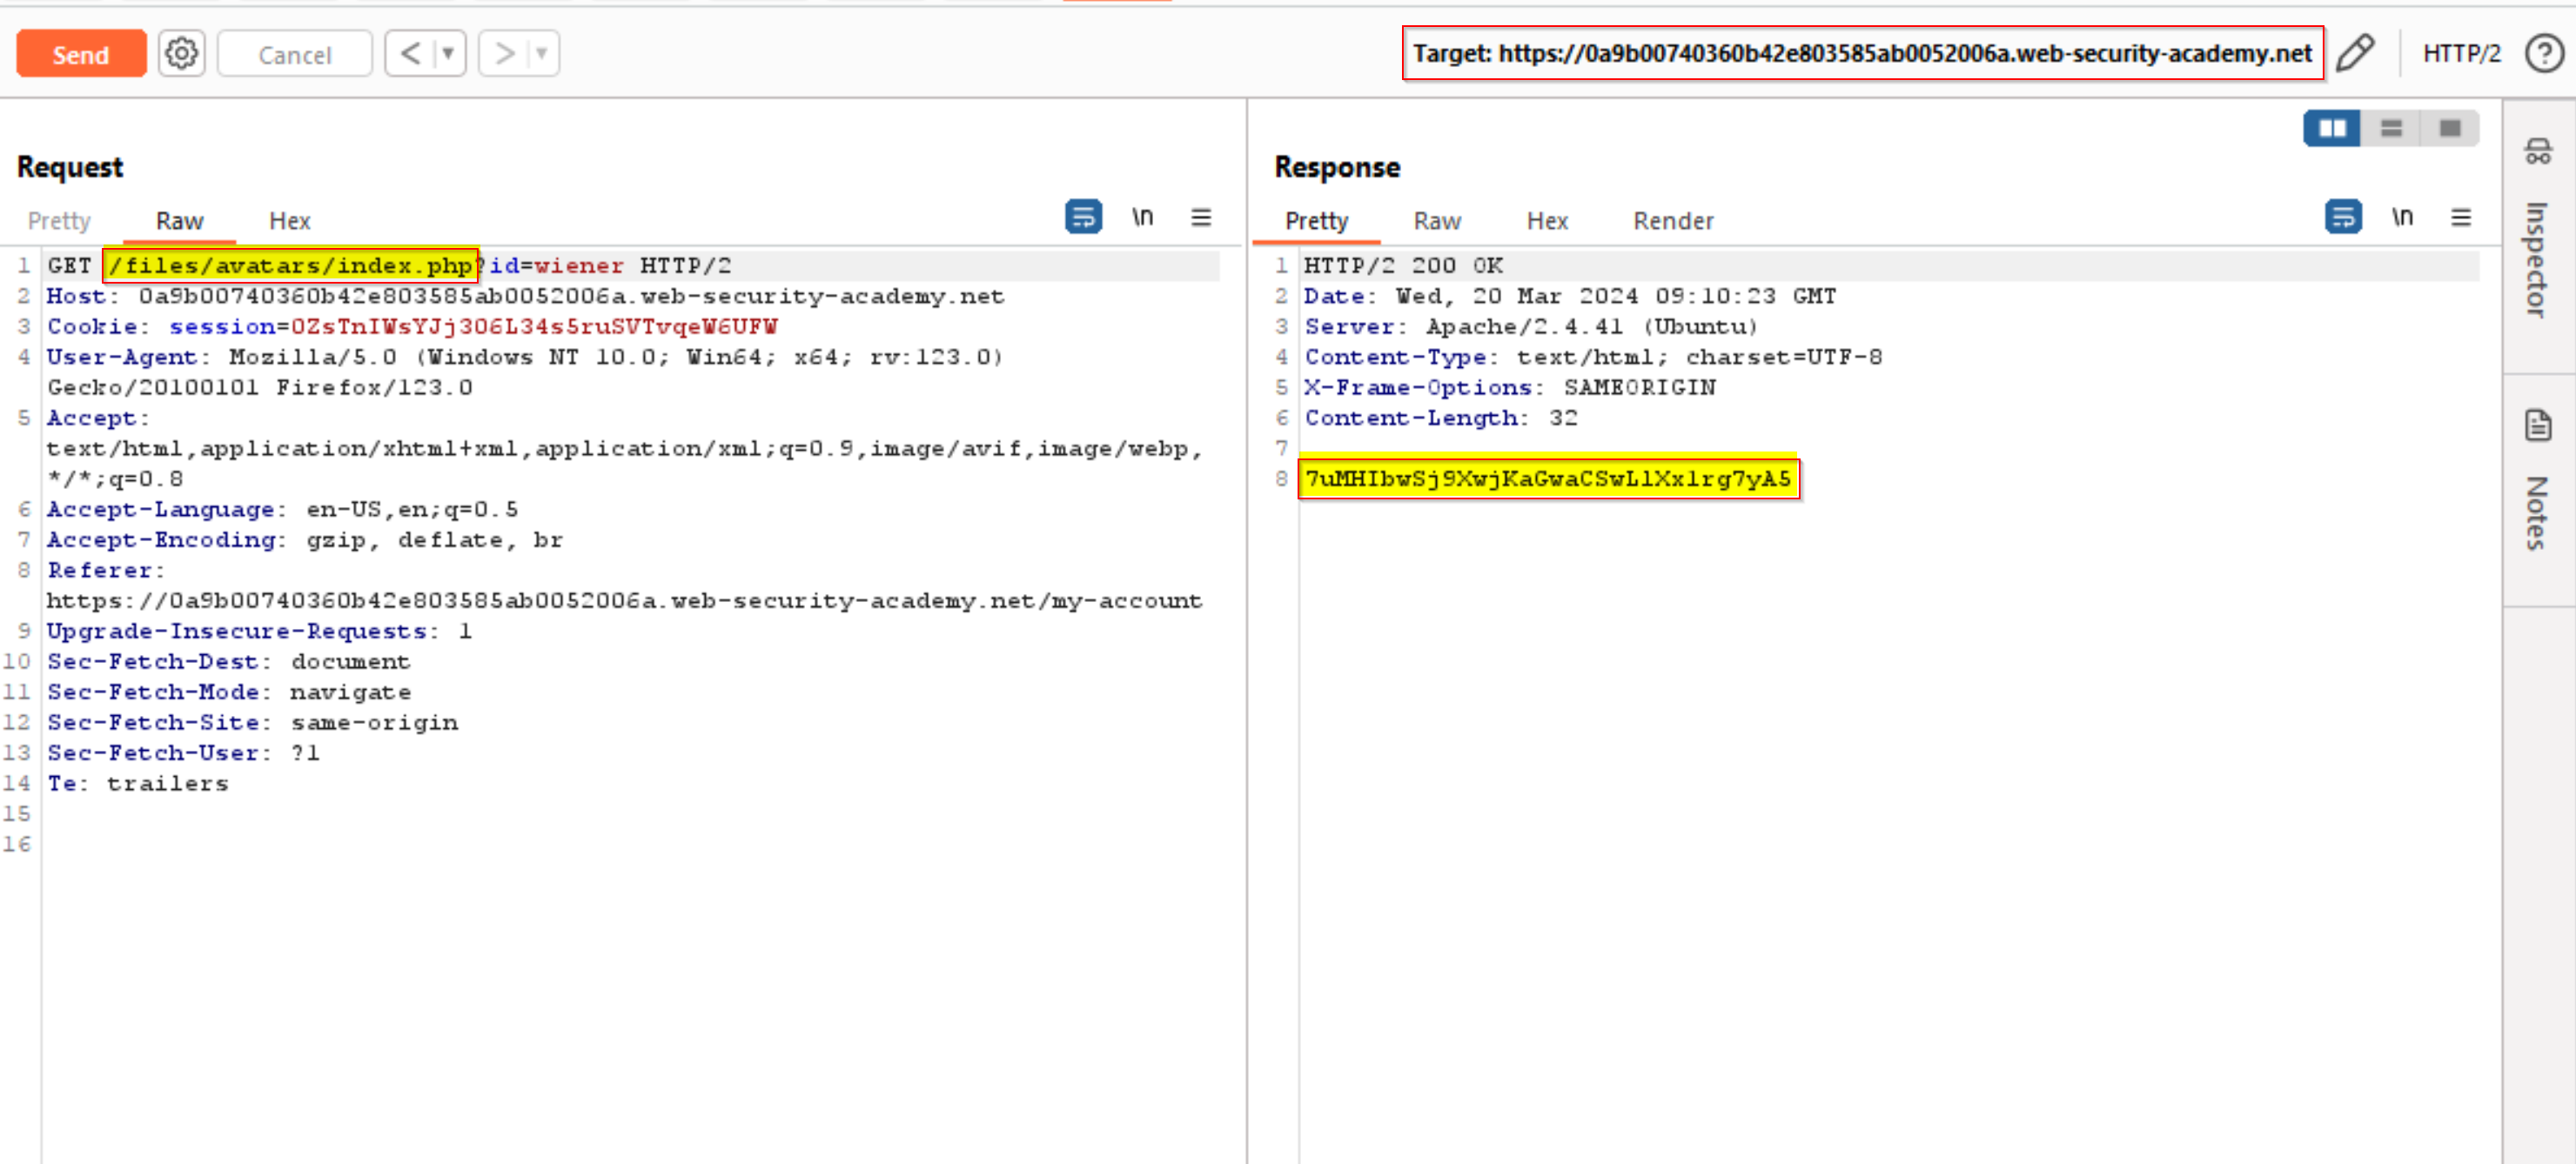 Send Cancel < > Target: https://0a9b00740360b42e803585ab0052006a.web-security-academy.net HTTP/2
Request
Pretty Raw Hex \n
1 GET /files/avatars/index.php?id=wiener HTTP/2
2 Host: 0a9b00740360b42e803585ab0052006a.web-security-academy.net
3 Cookie: session=0ZsTnIWsYJj3O6L34s5ruSVTvqeW6UFW
4 User-Agent: Mozilla/5.0 (Windows NT 10.0; Win64; x64; rv:123.0)
Gecko/20100101 Firefox/123.0
5 Accept:
text/html,application/xhtml+xml,application/xml;q=0.9,image/avif,image/webp,
*/*;q=0.8
6 Accept-Language: en-US,en;q=0.5
7 Accept-Encoding: gzip, deflate, br
8 Referer:
https://0a9b00740360b42e803585ab0052006a.web-security-academy.net/my-account
9 Upgrade-Insecure-Requests: 1
10 Sec-Fetch-Dest: document
11 Sec-Fetch-Mode: navigate
12 Sec-Fetch-Site: same-origin
13 Sec-Fetch-User: ?1
14 Te: trailers
15
16
Response
Pretty Raw Hex Render \n
1 HTTP/2 200 OK
2 Date: Wed, 20 Mar 2024 09:10:23 GMT
3 Server: Apache/2.4.41 (Ubuntu)
4 Content-Type: text/html; charset=UTF-8
5 X-Frame-Options: SAMEORIGIN
6 Content-Length: 32
7
8 7uMHIbwSj9XwjKaGwaCSwLlXx1rg7yA5
Inspector
Notes